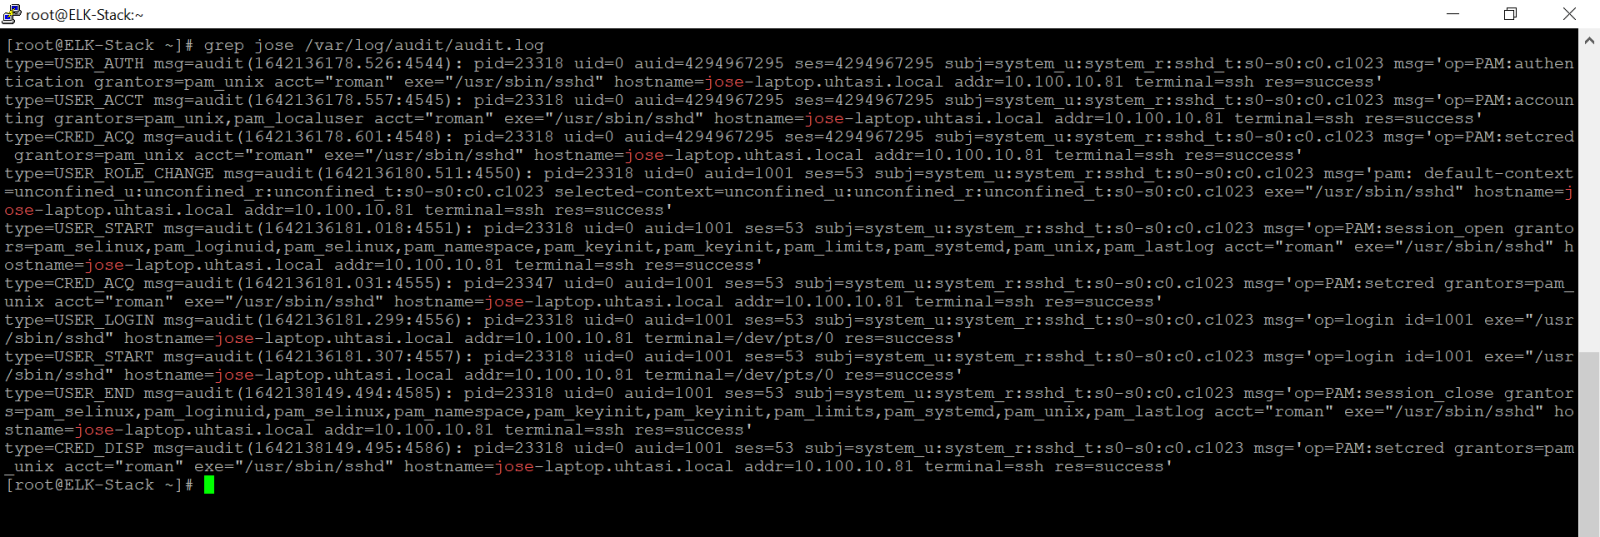 root@ELK-Stack:~
[root@ELK-Stack ~]# grep jose /var/log/audit/audit.log
type=USER_AUTH msg=audit(1642136178.526:4544): pid=23318 uid=0 auid=4294967295 ses=4294967295 subj=system_u:system_r:sshd_t:s0-s0:c0.c1023 msg='op=PAM:authen
tication grantors=pam_unix acct="roman" exe="/usr/sbin/sshd" hostname=jose-laptop.uhtasi.local addr=10.100.10.81 terminal=ssh res=success'
type=USER_ACCT msg=audit(1642136178.557:4545): pid=23318 uid=0 auid=4294967295 ses=4294967295 subj=system_u:system_r:sshd_t:s0-s0:c0.c1023 msg='op=PAM:accoun
ting grantors=pam_unix,pam_localuser acct="roman" exe="/usr/sbin/sshd" hostname=jose-laptop.uhtasi.local addr=10.100.10.81 terminal=ssh res=success'
type=CRED_ACQ msg=audit(1642136178.601:4548): pid=23318 uid=0 auid=4294967295 ses=4294967295 subj=system_u:system_r:sshd_t:s0-s0:c0.c1023 msg='op=PAM:setcred
 grantors=pam_unix acct="roman" exe="/usr/sbin/sshd" hostname=jose-laptop.uhtasi.local addr=10.100.10.81 terminal=ssh res=success'
type=USER_ROLE_CHANGE msg=audit(1642136180.511:4550): pid=23318 uid=0 auid=1001 ses=53 subj=system_u:system_r:sshd_t:s0-s0:c0.c1023 msg='pam: default-context
=unconfined_u:unconfined_r:unconfined_t:s0-s0:c0.c1023 selected-context=unconfined_u:unconfined_r:unconfined_t:s0-s0:c0.c1023 exe="/usr/sbin/sshd" hostname=j
ose-laptop.uhtasi.local addr=10.100.10.81 terminal=ssh res=success'
type=USER_START msg=audit(1642136181.018:4551): pid=23318 uid=0 auid=1001 ses=53 subj=system_u:system_r:sshd_t:s0-s0:c0.c1023 msg='op=PAM:session_open granto
rs=pam_selinux,pam_loginuid,pam_selinux,pam_namespace,pam_keyinit,pam_keyinit,pam_limits,pam_systemd,pam_unix,pam_lastlog acct="roman" exe="/usr/sbin/sshd" h
ostname=jose-laptop.uhtasi.local addr=10.100.10.81 terminal=ssh res=success'
type=CRED_ACQ msg=audit(1642136181.031:4555): pid=23347 uid=0 auid=1001 ses=53 subj=system_u:system_r:sshd_t:s0-s0:c0.c1023 msg='op=PAM:setcred grantors=pam_
unix acct="roman" exe="/usr/sbin/sshd" hostname=jose-laptop.uhtasi.local addr=10.100.10.81 terminal=ssh res=success'
type=USER_LOGIN msg=audit(1642136181.299:4556): pid=23318 uid=0 auid=1001 ses=53 subj=system_u:system_r:sshd_t:s0-s0:c0.c1023 msg='op=login id=1001 exe="/usr
/sbin/sshd" hostname=jose-laptop.uhtasi.local addr=10.100.10.81 terminal=/dev/pts/0 res=success'
type=USER_START msg=audit(1642136181.307:4557): pid=23318 uid=0 auid=1001 ses=53 subj=system_u:system_r:sshd_t:s0-s0:c0.c1023 msg='op=login id=1001 exe="/usr
/sbin/sshd" hostname=jose-laptop.uhtasi.local addr=10.100.10.81 terminal=/dev/pts/0 res=success'
type=USER_END msg=audit(1642138149.494:4585): pid=23318 uid=0 auid=1001 ses=53 subj=system_u:system_r:sshd_t:s0-s0:c0.c1023 msg='op=PAM:session_close grantor
s=pam_selinux,pam_loginuid,pam_selinux,pam_namespace,pam_keyinit,pam_keyinit,pam_limits,pam_systemd,pam_unix,pam_lastlog acct="roman" exe="/usr/sbin/sshd" ho
stname=jose-laptop.uhtasi.local addr=10.100.10.81 terminal=ssh res=success'
type=CRED_DISP msg=audit(1642138149.495:4586): pid=23318 uid=0 auid=1001 ses=53 subj=system_u:system_r:sshd_t:s0-s0:c0.c1023 msg='op=PAM:setcred grantors=pam
_unix acct="roman" exe="/usr/sbin/sshd" hostname=jose-laptop.uhtasi.local addr=10.100.10.81 terminal=ssh res=success'
[root@ELK-Stack ~]#